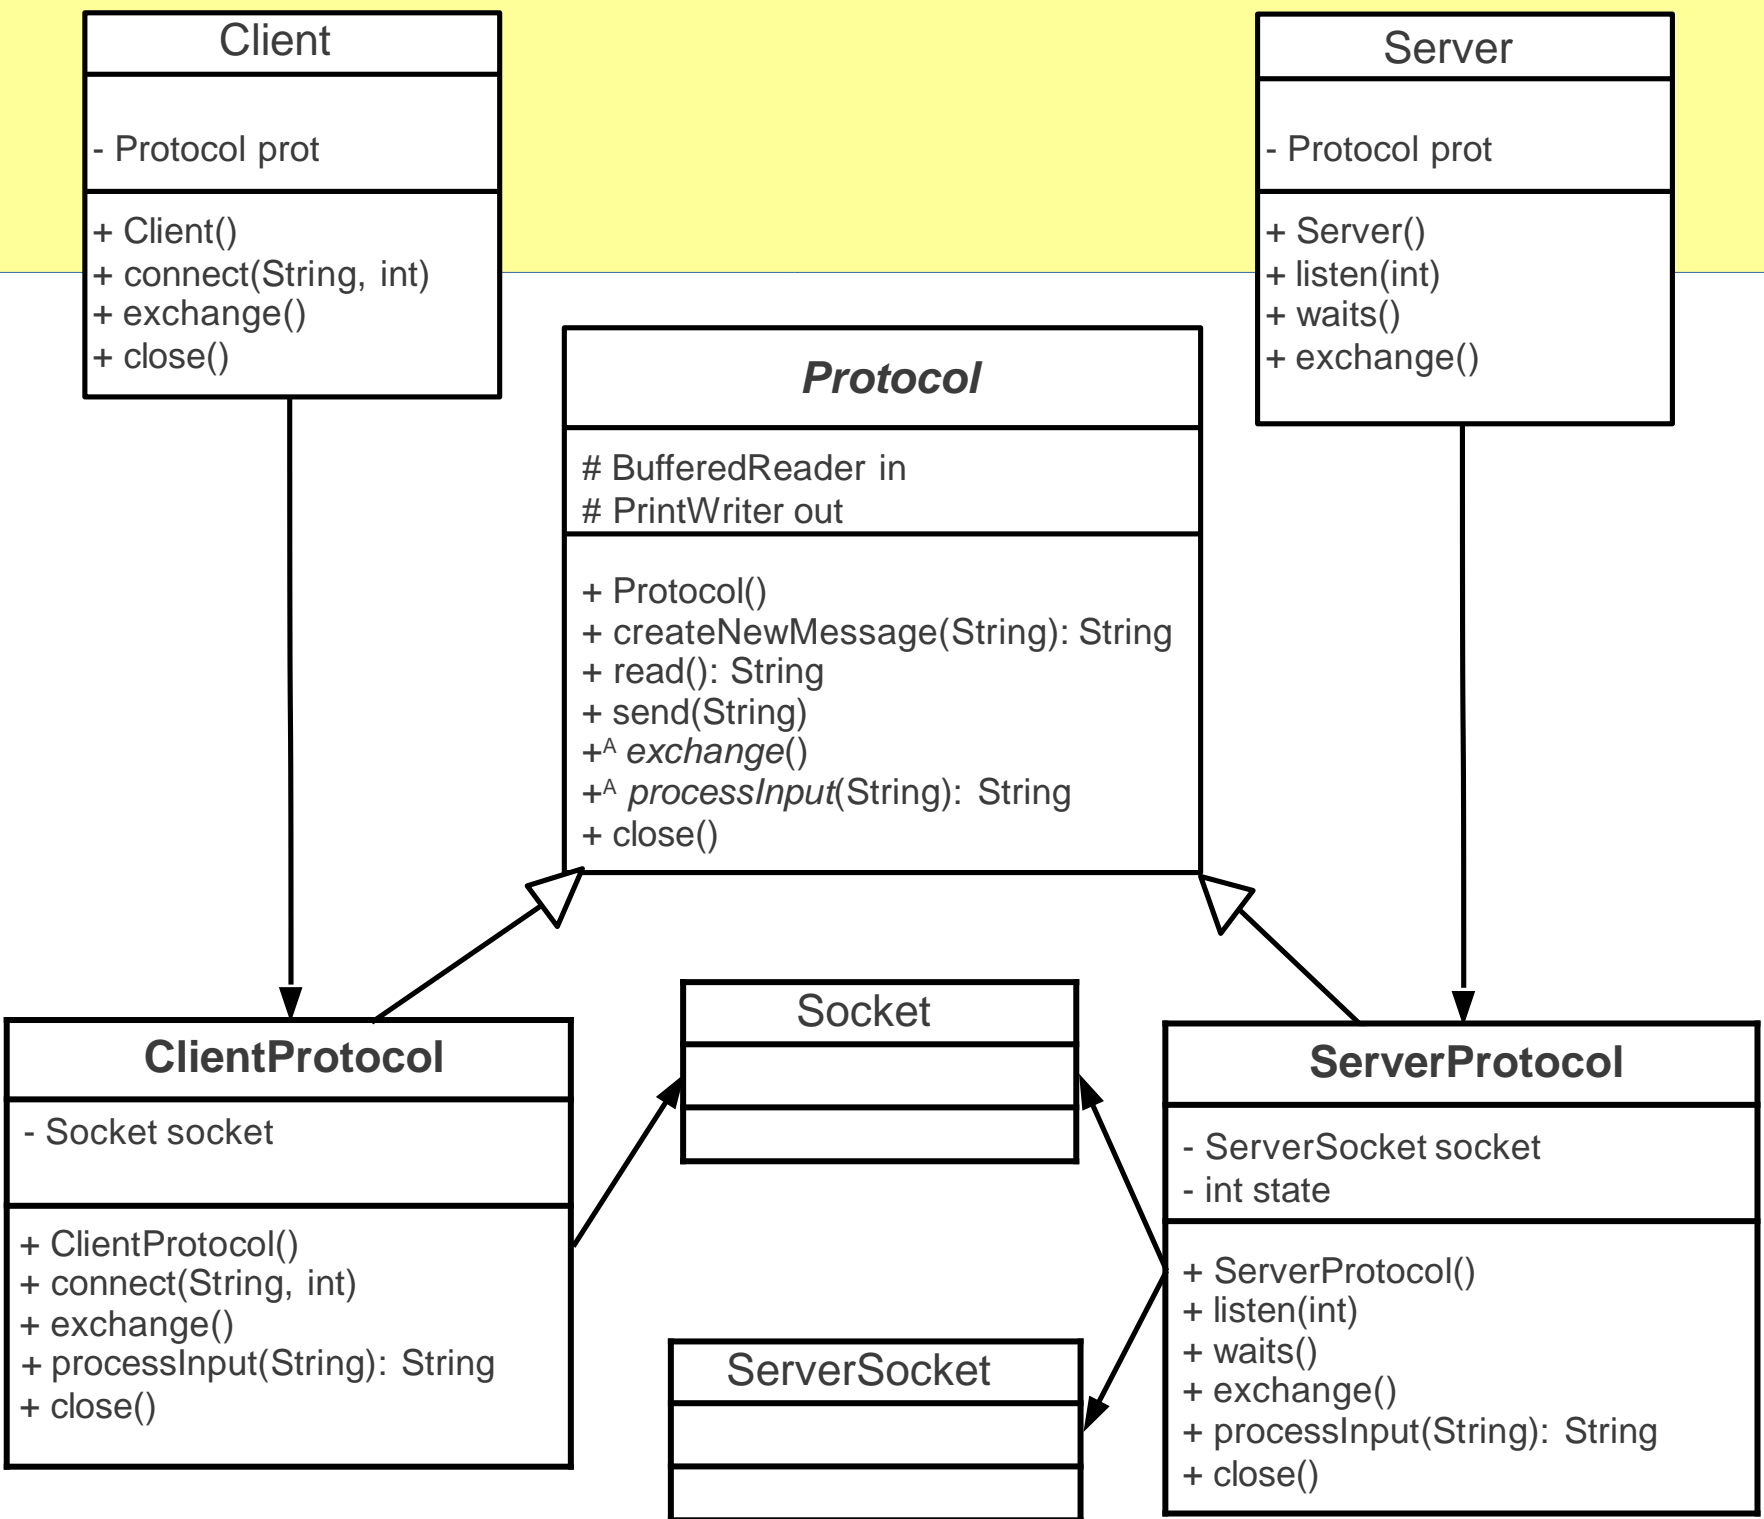 Client
- Protocol prot
+ Client()
+ connect(String, int)
+ exchange()
+ close()
Server
- Protocol prot
+ Server()
+ listen(int)
+ waits()
+ exchange()
Protocol
# BufferedReader in
# PrintWriter out
+ Protocol()
+ createNewMessage(String): String
+ read(): String
+ send(String)
+ᴬ exchange()
+ᴬ processInput(String): String
+ close()
ClientProtocol
- Socket socket
+ ClientProtocol()
+ connect(String, int)
+ exchange()
+ processInput(String): String
+ close()
Socket
ServerSocket
ServerProtocol
- ServerSocket socket
- int state
+ ServerProtocol()
+ listen(int)
+ waits()
+ exchange()
+ processInput(String): String
+ close()